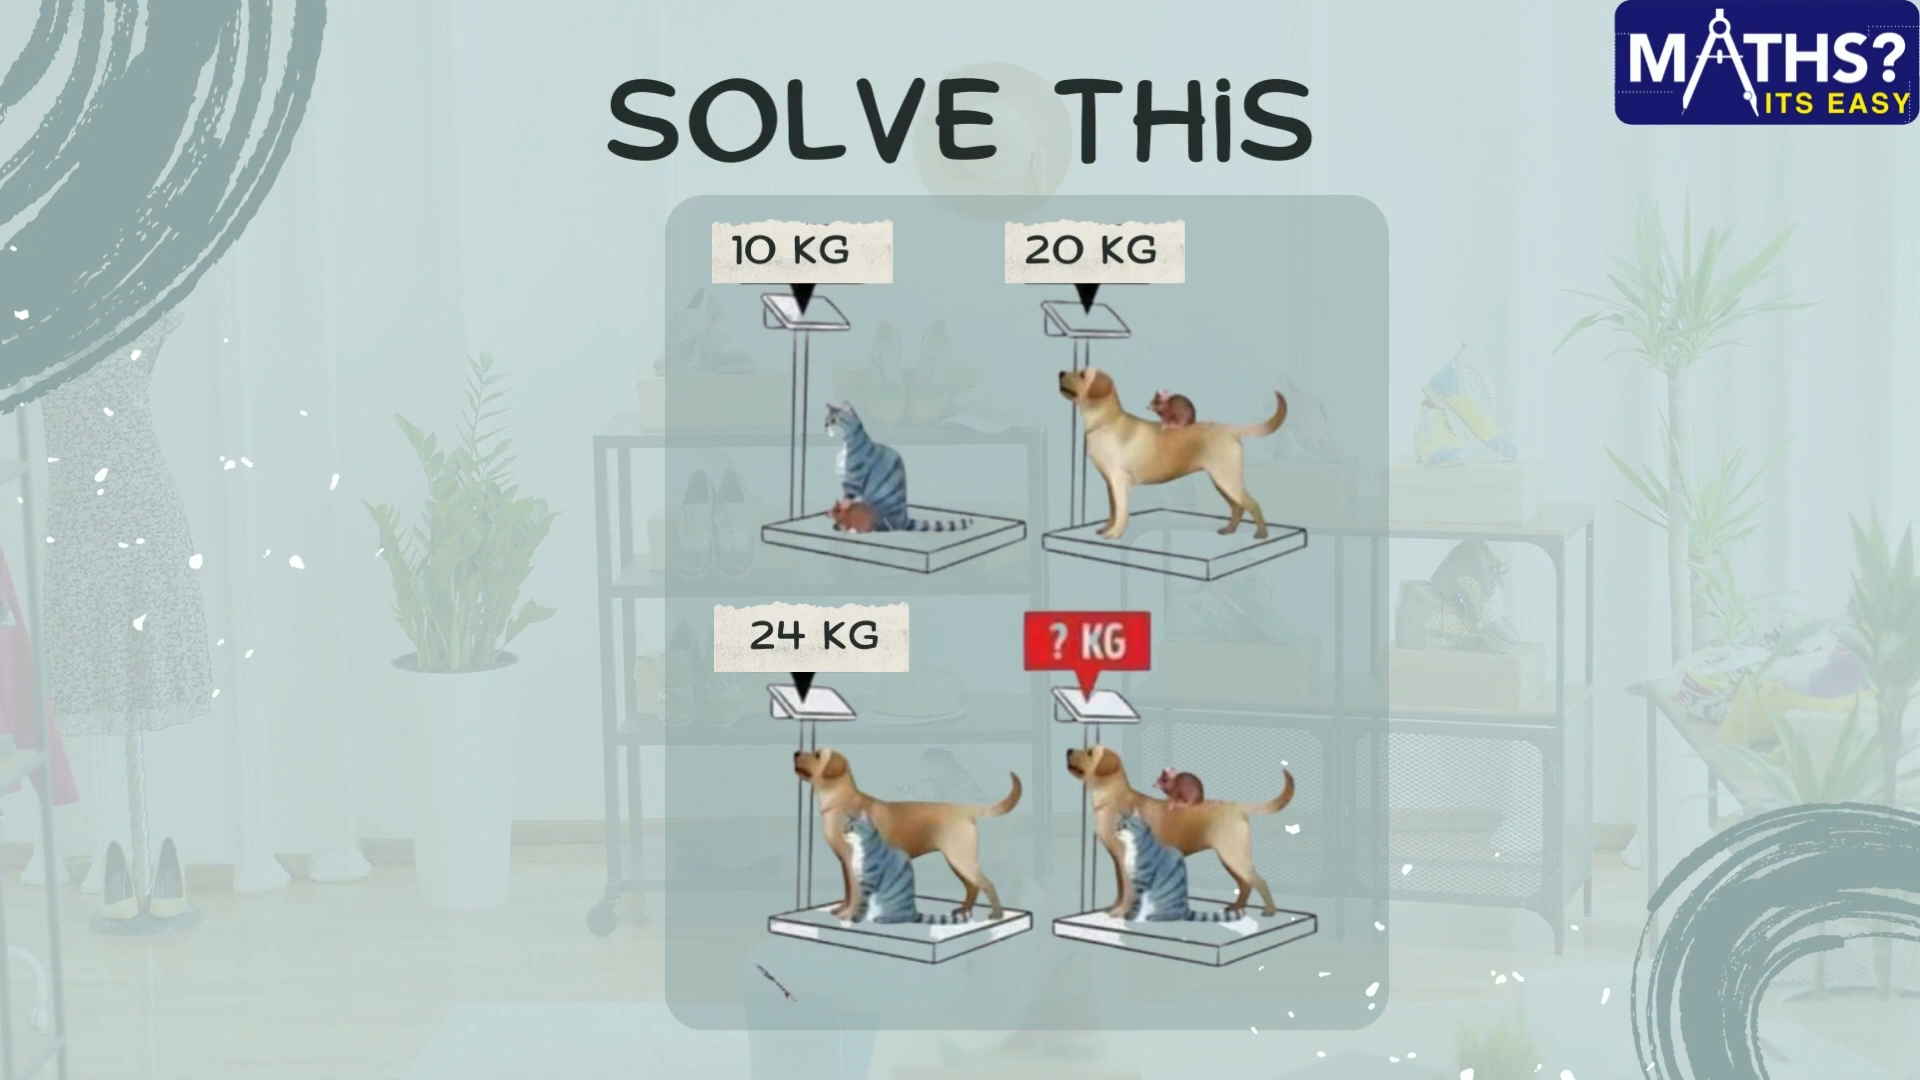 MATHS?
ITS EASY
SOLVE THiS
10 KG
20 KG
24 KG
? KG